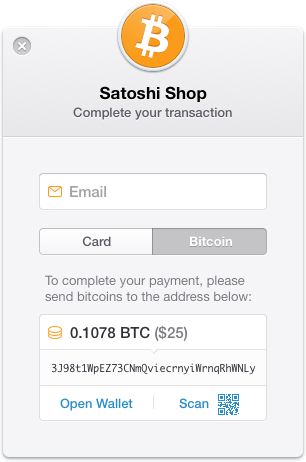 Satoshi Shop
Complete your transaction
Email
Card Bitcoin
To complete your payment, please
send bitcoins to the address below:
0.1078 BTC ($25)
3J98t1WpEZ73CNmQviecrnyiWrnqRhWNLy
Open Wallet Scan